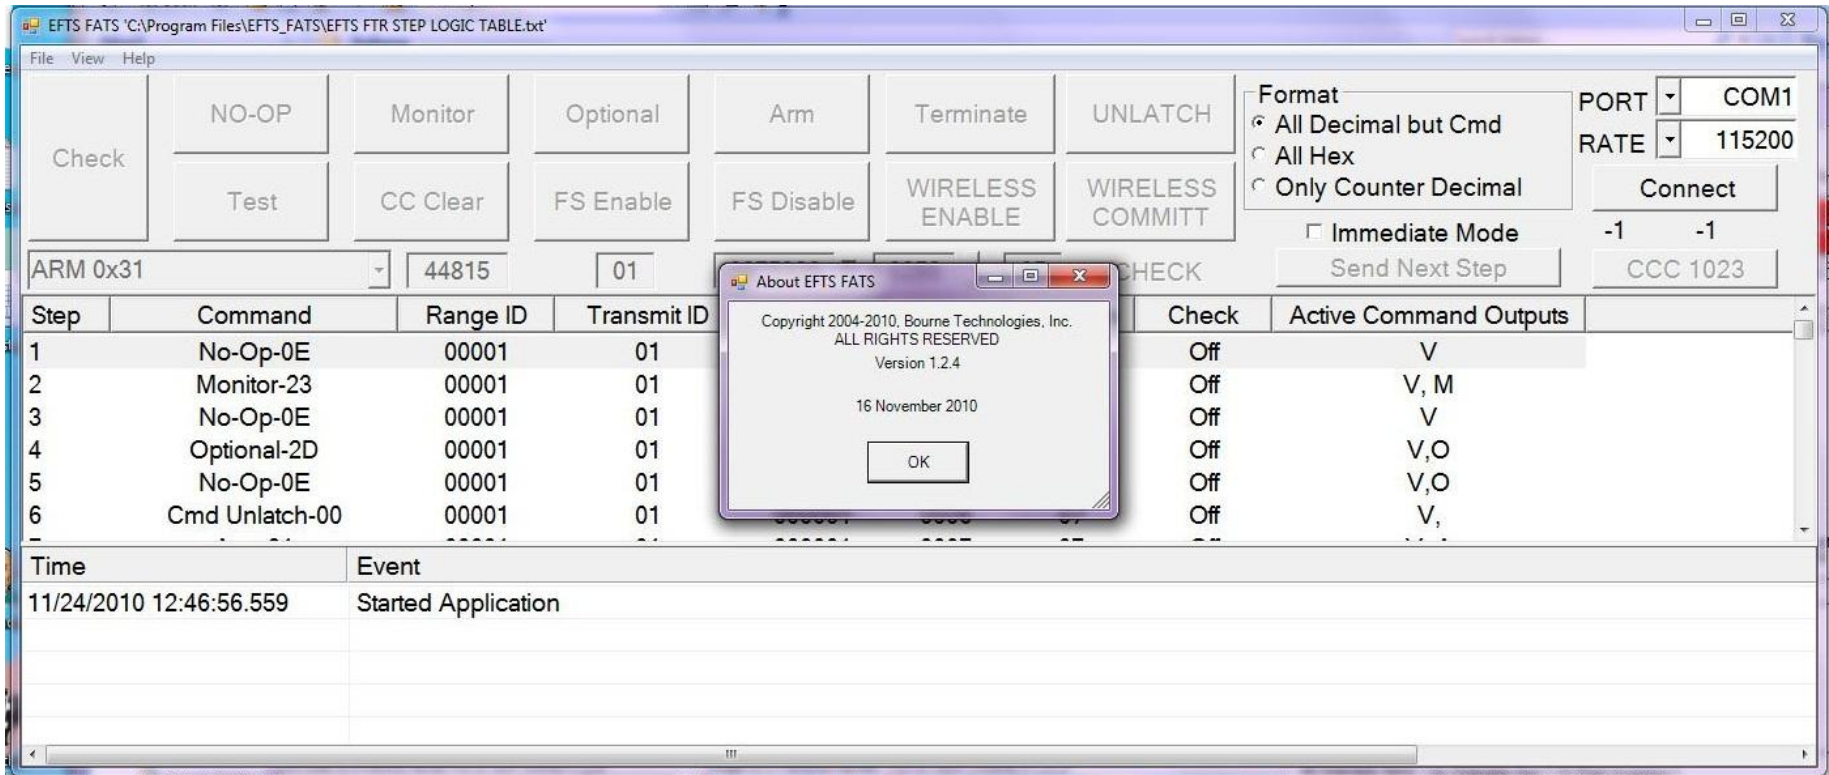 EFTS FATS 'C:\Program Files\EFTS_FATS\EFTS FTR STEP LOGIC TABLE.txt'
File View Help
Check
NO-OP Monitor Optional Arm Terminate UNLATCH
Test CC Clear FS Enable FS Disable WIRELESS ENABLE WIRELESS COMMITT
Format
All Decimal but Cmd
All Hex
Only Counter Decimal
PORT COM1
RATE 115200
Connect
Immediate Mode -1 -1
ARM 0x31 44815 01 CHECK Send Next Step CCC 1023
Step Command Range ID Transmit ID Check Active Command Outputs
1 No-Op-0E 00001 01 Off V
2 Monitor-23 00001 01 Off V, M
3 No-Op-0E 00001 01 Off V
4 Optional-2D 00001 01 Off V,O
5 No-Op-0E 00001 01 Off V,O
6 Cmd Unlatch-00 00001 01 Off V,
About EFTS FATS
Copyright 2004-2010, Bourne Technologies, Inc.
ALL RIGHTS RESERVED
Version 1.2.4
16 November 2010
OK
Time Event
11/24/2010 12:46:56.559 Started Application